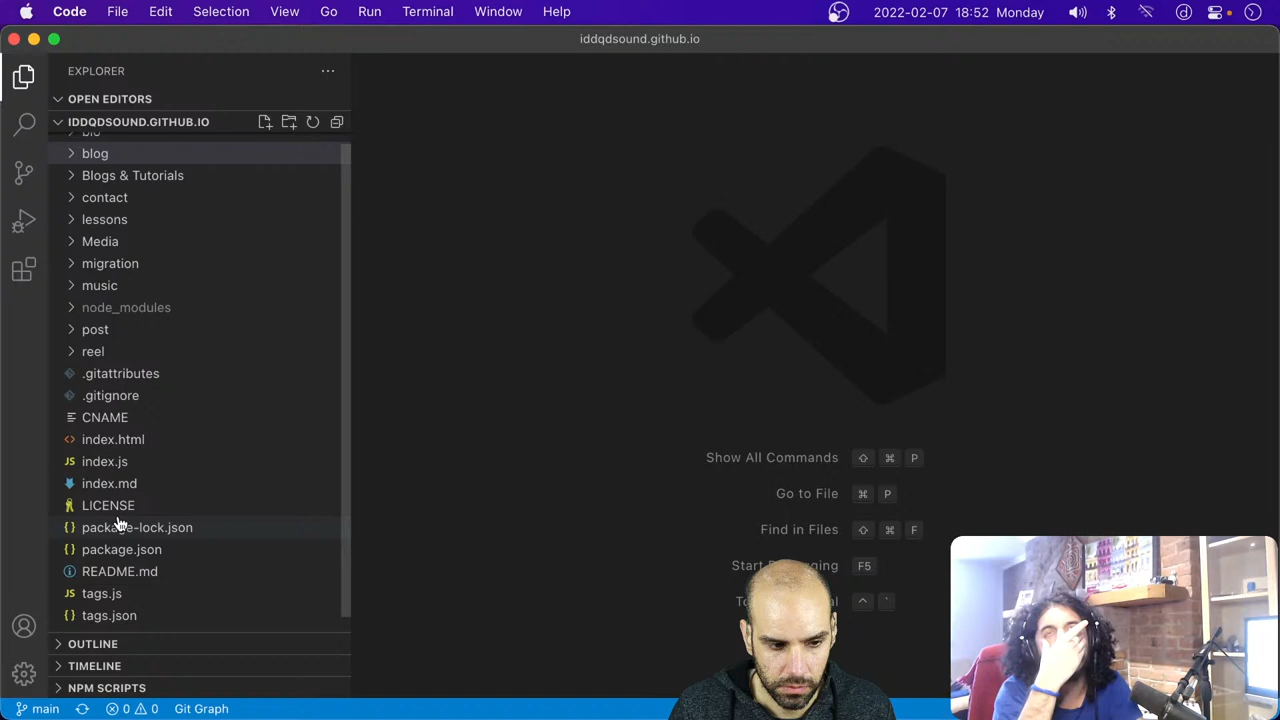 Code File Edit Selection View Go Run Terminal Window Help 2022-02-07 18:52 Monday
iddqdsound.github.io
EXPLORER
OPEN EDITORS
IDDQDSOUND.GITHUB.IO
blog
Blogs & Tutorials
contact
lessons
Media
migration
music
node_modules
post
reel
.gitattributes
.gitignore
CNAME
index.html
JS index.js
index.md
LICENSE
{} package-lock.json
{} package.json
README.md
JS tags.js
{} tags.json
OUTLINE
TIMELINE
NPM SCRIPTS
Show All Commands ⇧ ⌘ P
Go to File ⌘ P
Find in Files ⇧ ⌘ F
F5
^ `
main 0 0 Git Graph